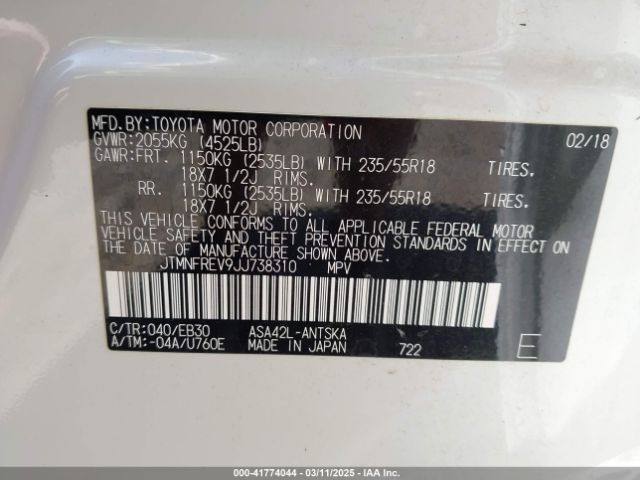 MFD.BY:TOYOTA MOTOR CORPORATION 02/18
GVWR:2055KG (4525LB)
GAWR:FRT. 1150KG (2535LB) WITH 235/55R18 TIRES.
18X7 1/2J RIMS.
RR. 1150KG (2535LB) WITH 235/55R18 TIRES.
18X7 1/2J RIMS.
THIS VEHICLE CONFORMS TO ALL APPLICABLE FEDERAL MOTOR
VEHICLE SAFETY AND THEFT PREVENTION STANDARDS IN EFFECT ON
THE DATE OF MANUFACTURE SHOWN ABOVE.
JTMNFREV9JJ738310 MPV
C/TR:040/EB30 ASA42L-ANTSKA
A/TM:-04A/U760E MADE IN JAPAN 722 E
000-41774044 — 03/11/2025 — IAAI.COM